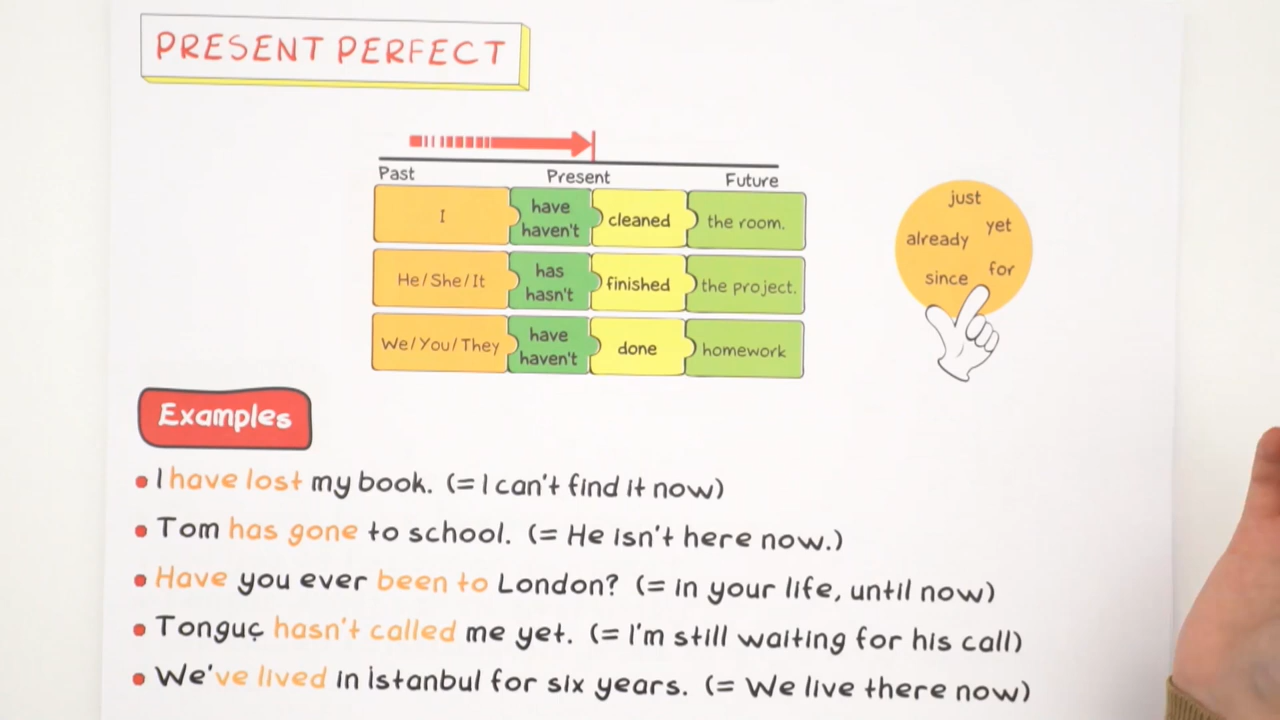 PRESENT PERFECT
Past Present Future
I have haven't cleaned the room.
He/She/It has hasn't finished the project.
We/You/They have haven't done homework
just
yet
already
for
since
Examples
I have lost my book. (= I can't find it now)
Tom has gone to school. (= He isn't here now.)
Have you ever been to London? (= in your life, until now)
Tonguç hasn't called me yet. (= I'm still waiting for his call)
We've lived in İstanbul for six years. (= We live there now)